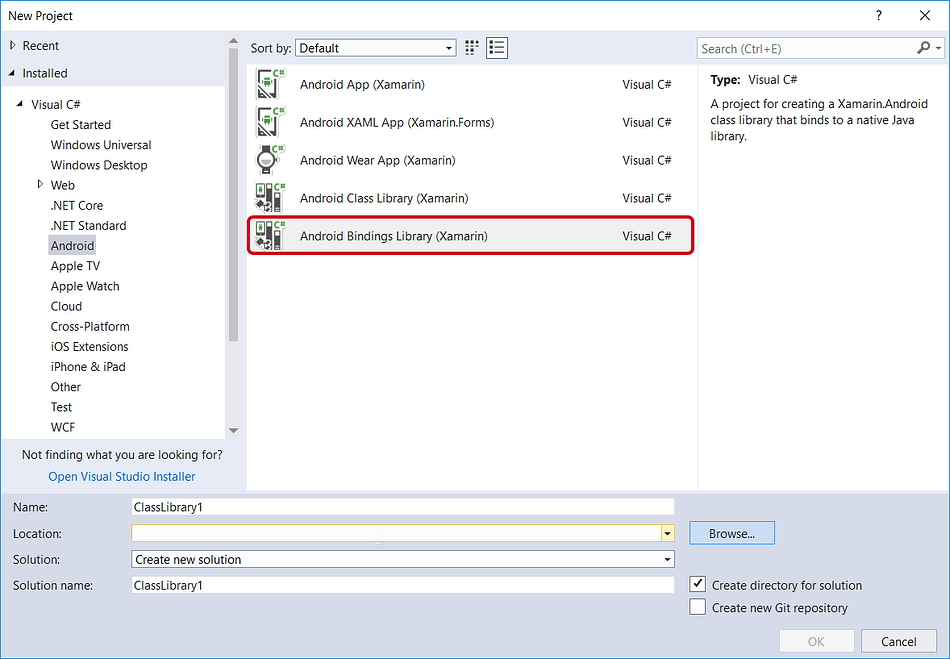 New Project
?
Recent
Installed
Visual C#
Get Started
Windows Universal
Windows Desktop
Web
.NET Core
.NET Standard
Android
Apple TV
Apple Watch
Cloud
Cross-Platform
iOS Extensions
iPhone & iPad
Other
Test
WCF
Not finding what you are looking for?
Open Visual Studio Installer
Sort by: Default
C# Android App (Xamarin) Visual C#
C# Android XAML App (Xamarin.Forms) Visual C#
C# Android Wear App (Xamarin) Visual C#
C# Android Class Library (Xamarin) Visual C#
C# Android Bindings Library (Xamarin) Visual C#
Search (Ctrl+E)
Type: Visual C#
A project for creating a Xamarin.Android
class library that binds to a native Java
library.
Name: ClassLibrary1
Location:
Browse...
Solution: Create new solution
Solution name: ClassLibrary1
Create directory for solution
Create new Git repository
OK
Cancel